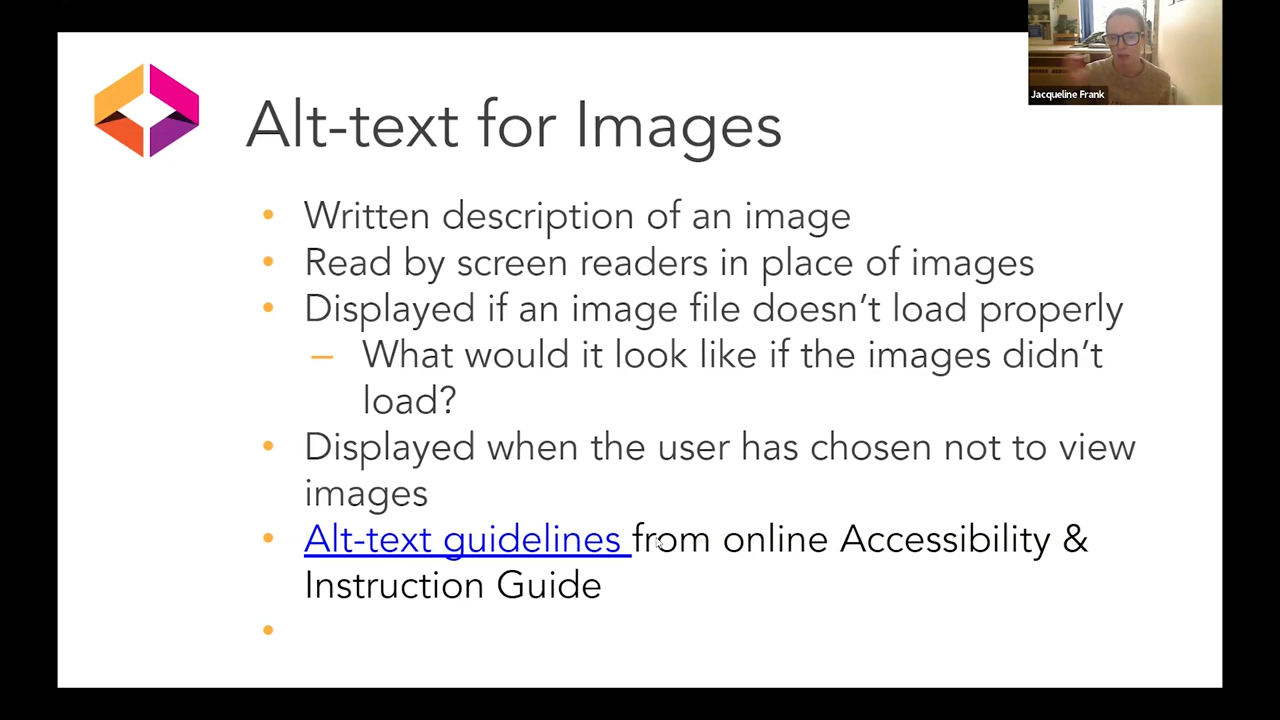 Jacqueline Frank
Alt-text for Images
• Written description of an image
• Read by screen readers in place of images
• Displayed if an image file doesn’t load properly
– What would it look like if the images didn’t
load?
• Displayed when the user has chosen not to view
images
• Alt-text guidelines from online Accessibility &
Instruction Guide
•